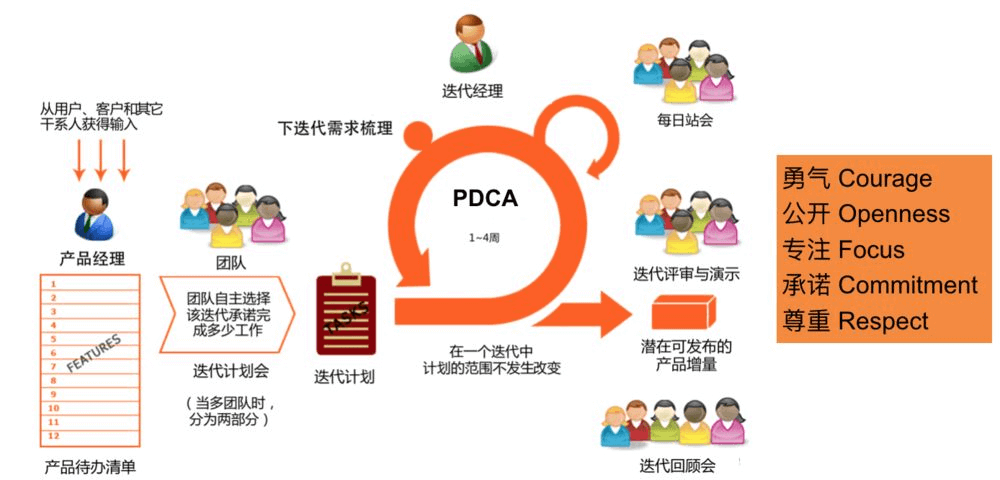 从用户、客户和其它
干系人获得输入
产品经理
1
2
3
4
5
6
7
8
9
10
11
12
FEATURES
产品待办清单
团队
团队自主选择
该迭代承诺完
成多少工作
迭代计划会
（当多团队时，
分为两部分）
TASKS
迭代计划
下迭代需求梳理
迭代经理
PDCA
1~4周
在一个迭代中
计划的范围不发生改变
每日站会
迭代评审与演示
潜在可发布的
产品增量
迭代回顾会
勇气 Courage
公开 Openness
专注 Focus
承诺 Commitment
尊重 Respect